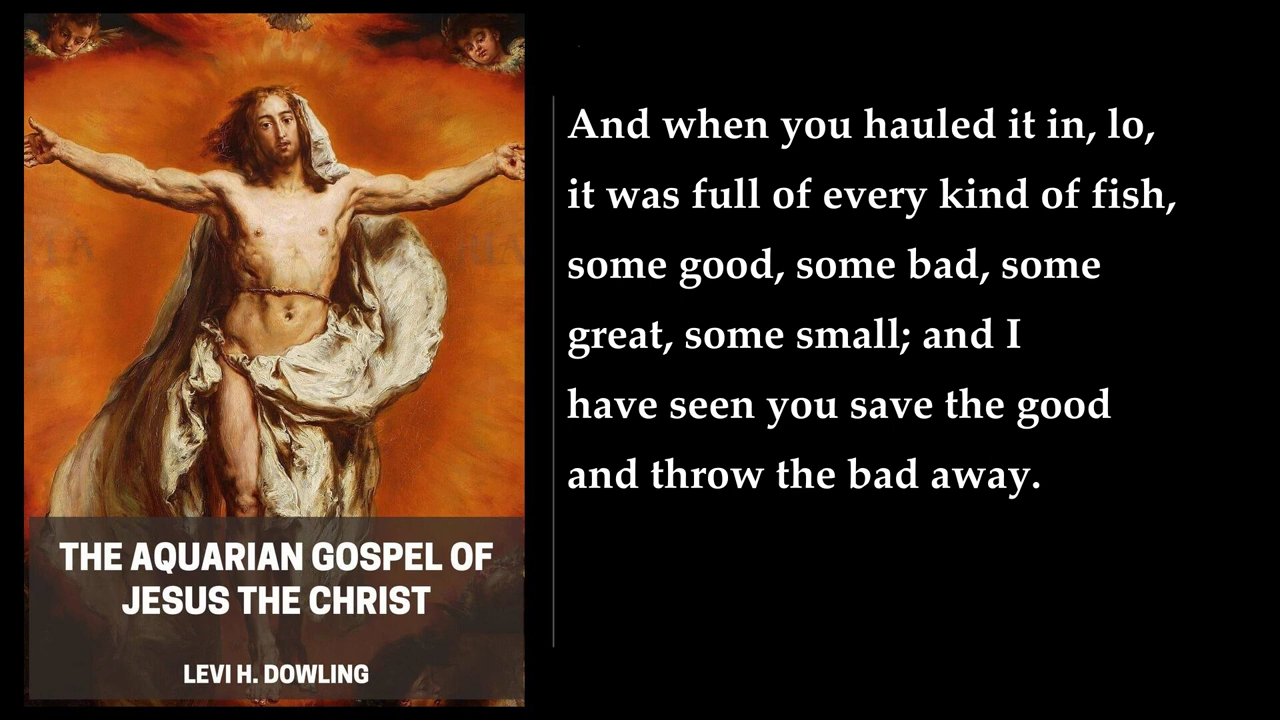 THE AQUARIAN GOSPEL OF
JESUS THE CHRIST
LEVI H. DOWLING
And when you hauled it in, lo,
it was full of every kind of fish,
some good, some bad, some
great, some small; and I
have seen you save the good
and throw the bad away.